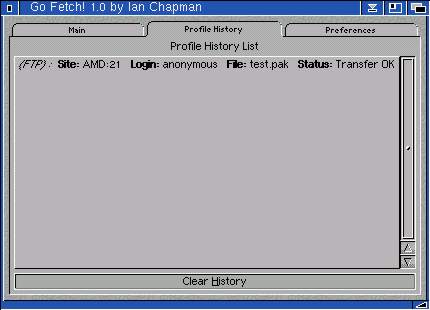 Go Fetch! 1.0 by Ian Chapman
Main Profile History Preferences
Profile History List
(FTP): Site: AMD:21 Login: anonymous File: test.pak Status: Transfer OK
Clear History